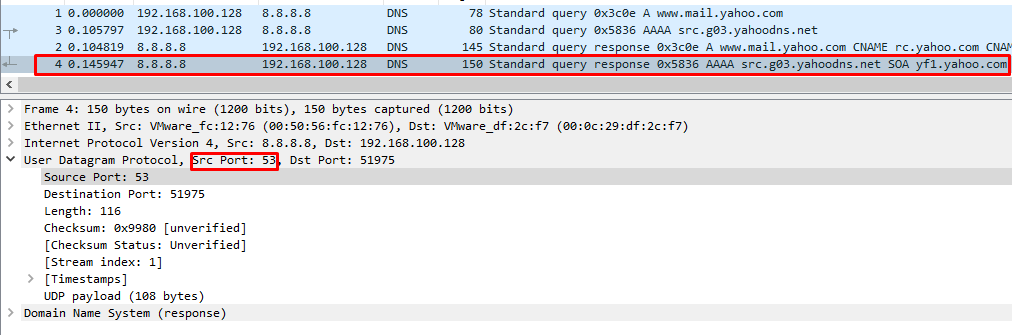 1 0.000000 192.168.100.128 8.8.8.8 DNS 78 Standard query 0x3c0e A www.mail.yahoo.com
3 0.105797 192.168.100.128 8.8.8.8 DNS 80 Standard query 0x5836 AAAA src.g03.yahoodns.net
2 0.104819 8.8.8.8 192.168.100.128 DNS 145 Standard query response 0x3c0e A www.mail.yahoo.com CNAME rc.yahoo.com CNAM
4 0.145947 8.8.8.8 192.168.100.128 DNS 150 Standard query response 0x5836 AAAA src.g03.yahoodns.net SOA yf1.yahoo.com
Frame 4: 150 bytes on wire (1200 bits), 150 bytes captured (1200 bits)
Ethernet II, Src: VMware_fc:12:76 (00:50:56:fc:12:76), Dst: VMware_df:2c:f7 (00:0c:29:df:2c:f7)
Internet Protocol Version 4, Src: 8.8.8.8, Dst: 192.168.100.128
User Datagram Protocol, Src Port: 53, Dst Port: 51975
Source Port: 53
Destination Port: 51975
Length: 116
Checksum: 0x9980 [unverified]
[Checksum Status: Unverified]
[Stream index: 1]
[Timestamps]
UDP payload (108 bytes)
Domain Name System (response)